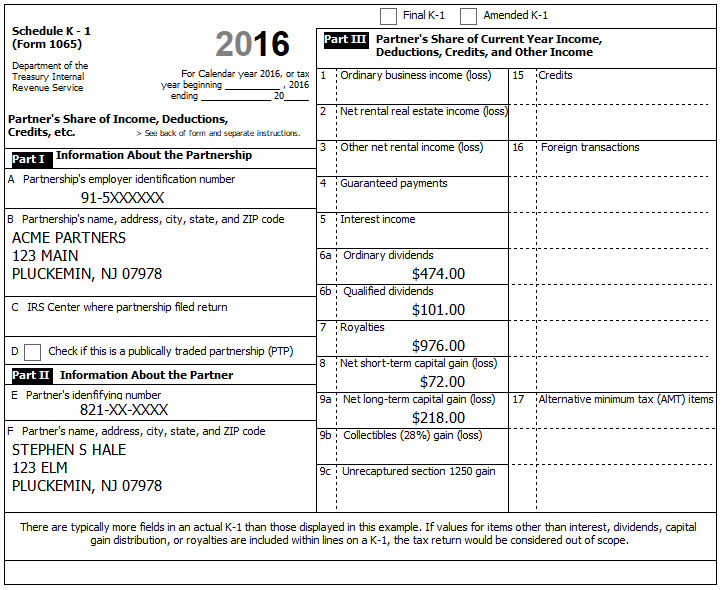 Final K-1
Amended K-1
Schedule K - 1
(Form 1065)
2016
Department of the
Treasury Internal
Revenue Service
For Calendar year 2016, or tax
year beginning __________ , 2016
ending ____________ 20____
Partner's Share of Income, Deductions,
Credits, etc.
> See back of form and separate instructions.
Part I Information About the Partnership
A Partnership's employer identification number
91-5XXXXXX
B Partnership's name, address, city, state, and ZIP code
ACME PARTNERS
123 MAIN
PLUCKEMIN, NJ 07978
C IRS Center where partnership filed return
D Check if this is a publically traded partnership (PTP)
Part II Information About the Partner
E Partner's idenfifying number
821-XX-XXXX
F Partner's name, address, city, state, and ZIP code
STEPHEN S HALE
123 ELM
PLUCKEMIN, NJ 07978
Part III Partner's Share of Current Year Income,
Deductions, Credits, and Other Income
1 Ordinary business income (loss)
2 Net rental real estate income (loss)
3 Other net rental income (loss)
4 Guaranteed payments
5 Interest income
6a Ordinary dividends
$474.00
6b Qualified dividends
$101.00
7 Royalties
$976.00
8 Net short-term capital gain (loss)
$72.00
9a Net long-term capital gain (loss)
$218.00
9b Collectibles (28%) gain (loss)
9c Unrecaptured section 1250 gain
15 Credits
16 Foreign transactions
17 Alternative minimum tax (AMT) items
There are typically more fields in an actual K-1 than those displayed in this example. If values for items other than interest, dividends, capital
gain distribution, or royalties are included within lines on a K-1, the tax return would be considered out of scope.